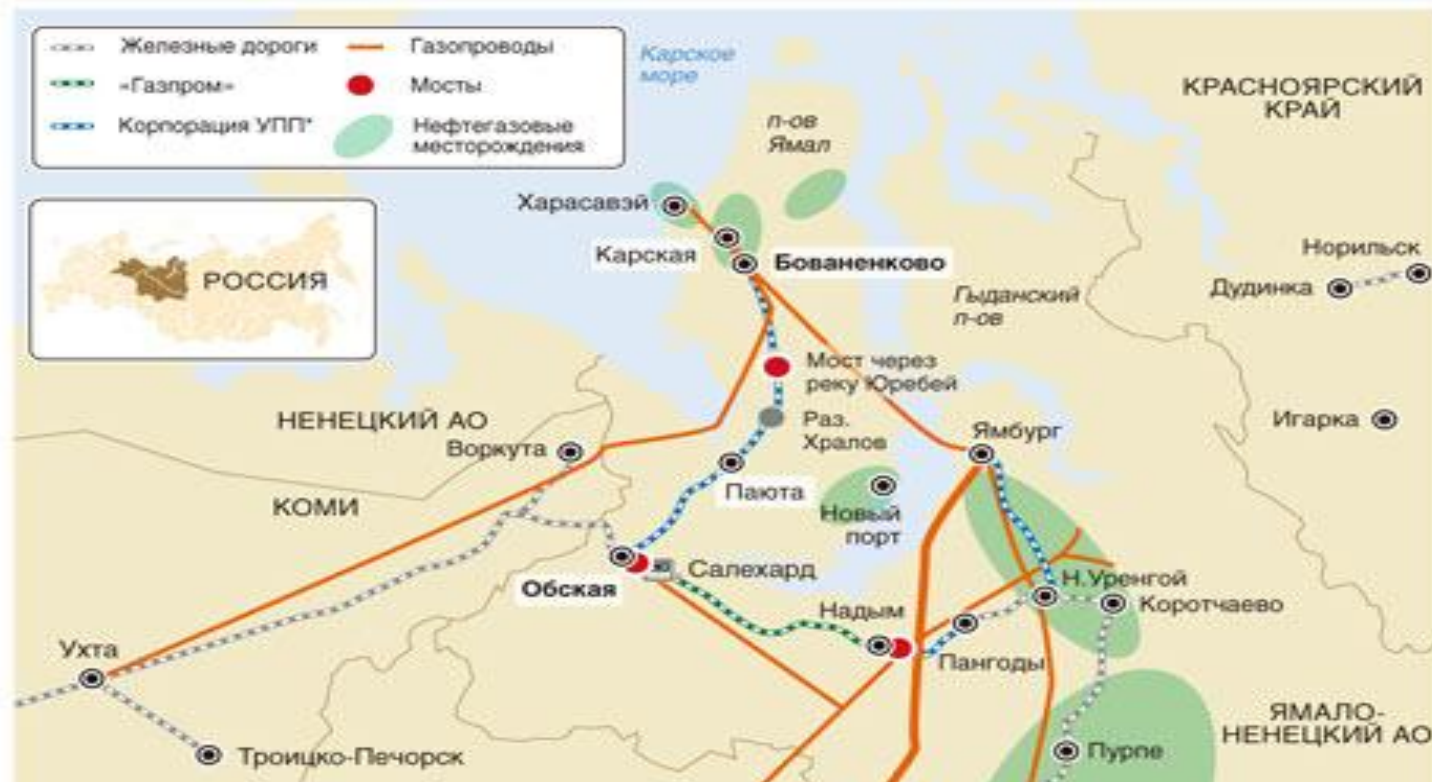 Железные дороги
Газопроводы
«Газпром»
Мосты
Корпорация УПП*
Нефтегазовые
месторождения
Карское
море
п-ов
Ямал
КРАСНОЯРСКИЙ
КРАЙ
РОССИЯ
Харасавэй
Карская
Бованенково
Гыданский
п-ов
Норильск
Дудинка
Мост через
реку Юребей
Раз.
Хралов
НЕНЕЦКИЙ АО
Воркута
Ямбург
Игарка
Паюта
КОМИ
Новый
порт
Обская
Салехард
Надым
Н.Уренгой
Коротчаево
Пангоды
Ухта
Троицко-Печорск
ЯМАЛО-
НЕНЕЦКИЙ АО
Пурпе